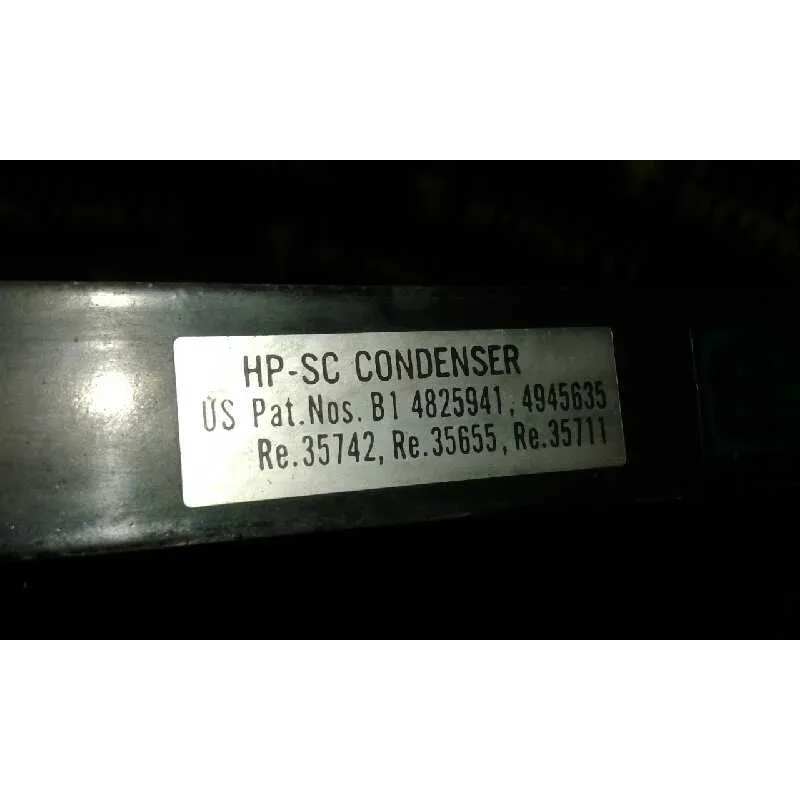 HP-SC CONDENSER
US Pat.Nos. B1 4825941, 4945635
Re.35742, Re.35655, Re.35711